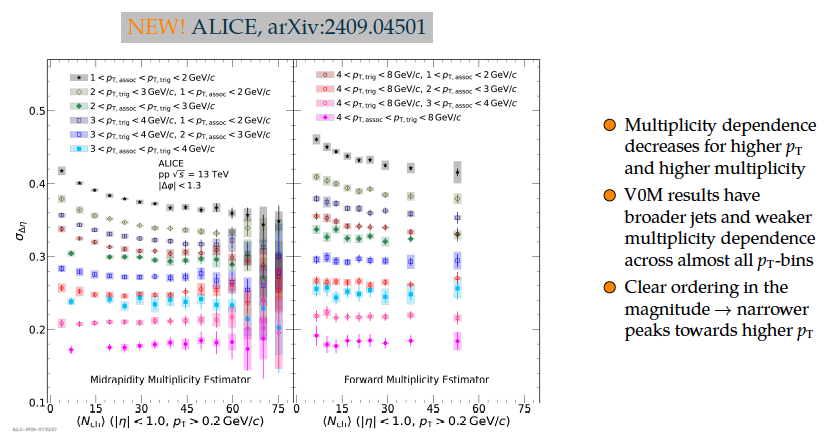 NEW! ALICE, arXiv:2409.04501
1 < pT, assoc < pT, trig < 2 GeV/c
2 < pT, trig < 3 GeV/c, 1 < pT, assoc < 2 GeV/c
2 < pT, assoc < pT, trig < 3 GeV/c
3 < pT, trig < 4 GeV/c, 1 < pT, assoc < 2 GeV/c
3 < pT, trig < 4 GeV/c, 2 < pT, assoc < 3 GeV/c
3 < pT, assoc < pT, trig < 4 GeV/c
ALICE
pp √s = 13 TeV
|Δφ| < 1.3
4 < pT, trig < 8 GeV/c, 1 < pT, assoc < 2 GeV/c
4 < pT, trig < 8 GeV/c, 2 < pT, assoc < 3 GeV/c
4 < pT, trig < 8 GeV/c, 3 < pT, assoc < 4 GeV/c
4 < pT, assoc < pT, trig < 8 GeV/c
σΔη
0.5
0.4
0.3
0.2
0.1
Midrapidity Multiplicity Estimator
Forward Multiplicity Estimator
0 15 30 45 60 75
0 15 30 45 60 75
⟨Nch⟩ (|η| < 1.0, pT > 0.2 GeV/c)
⟨Nch⟩ (|η| < 1.0, pT > 0.2 GeV/c)
Multiplicity dependence
decreases for higher pT
and higher multiplicity
V0M results have
broader jets and weaker
multiplicity dependence
across almost all pT-bins
Clear ordering in the
magnitude → narrower
peaks towards higher pT